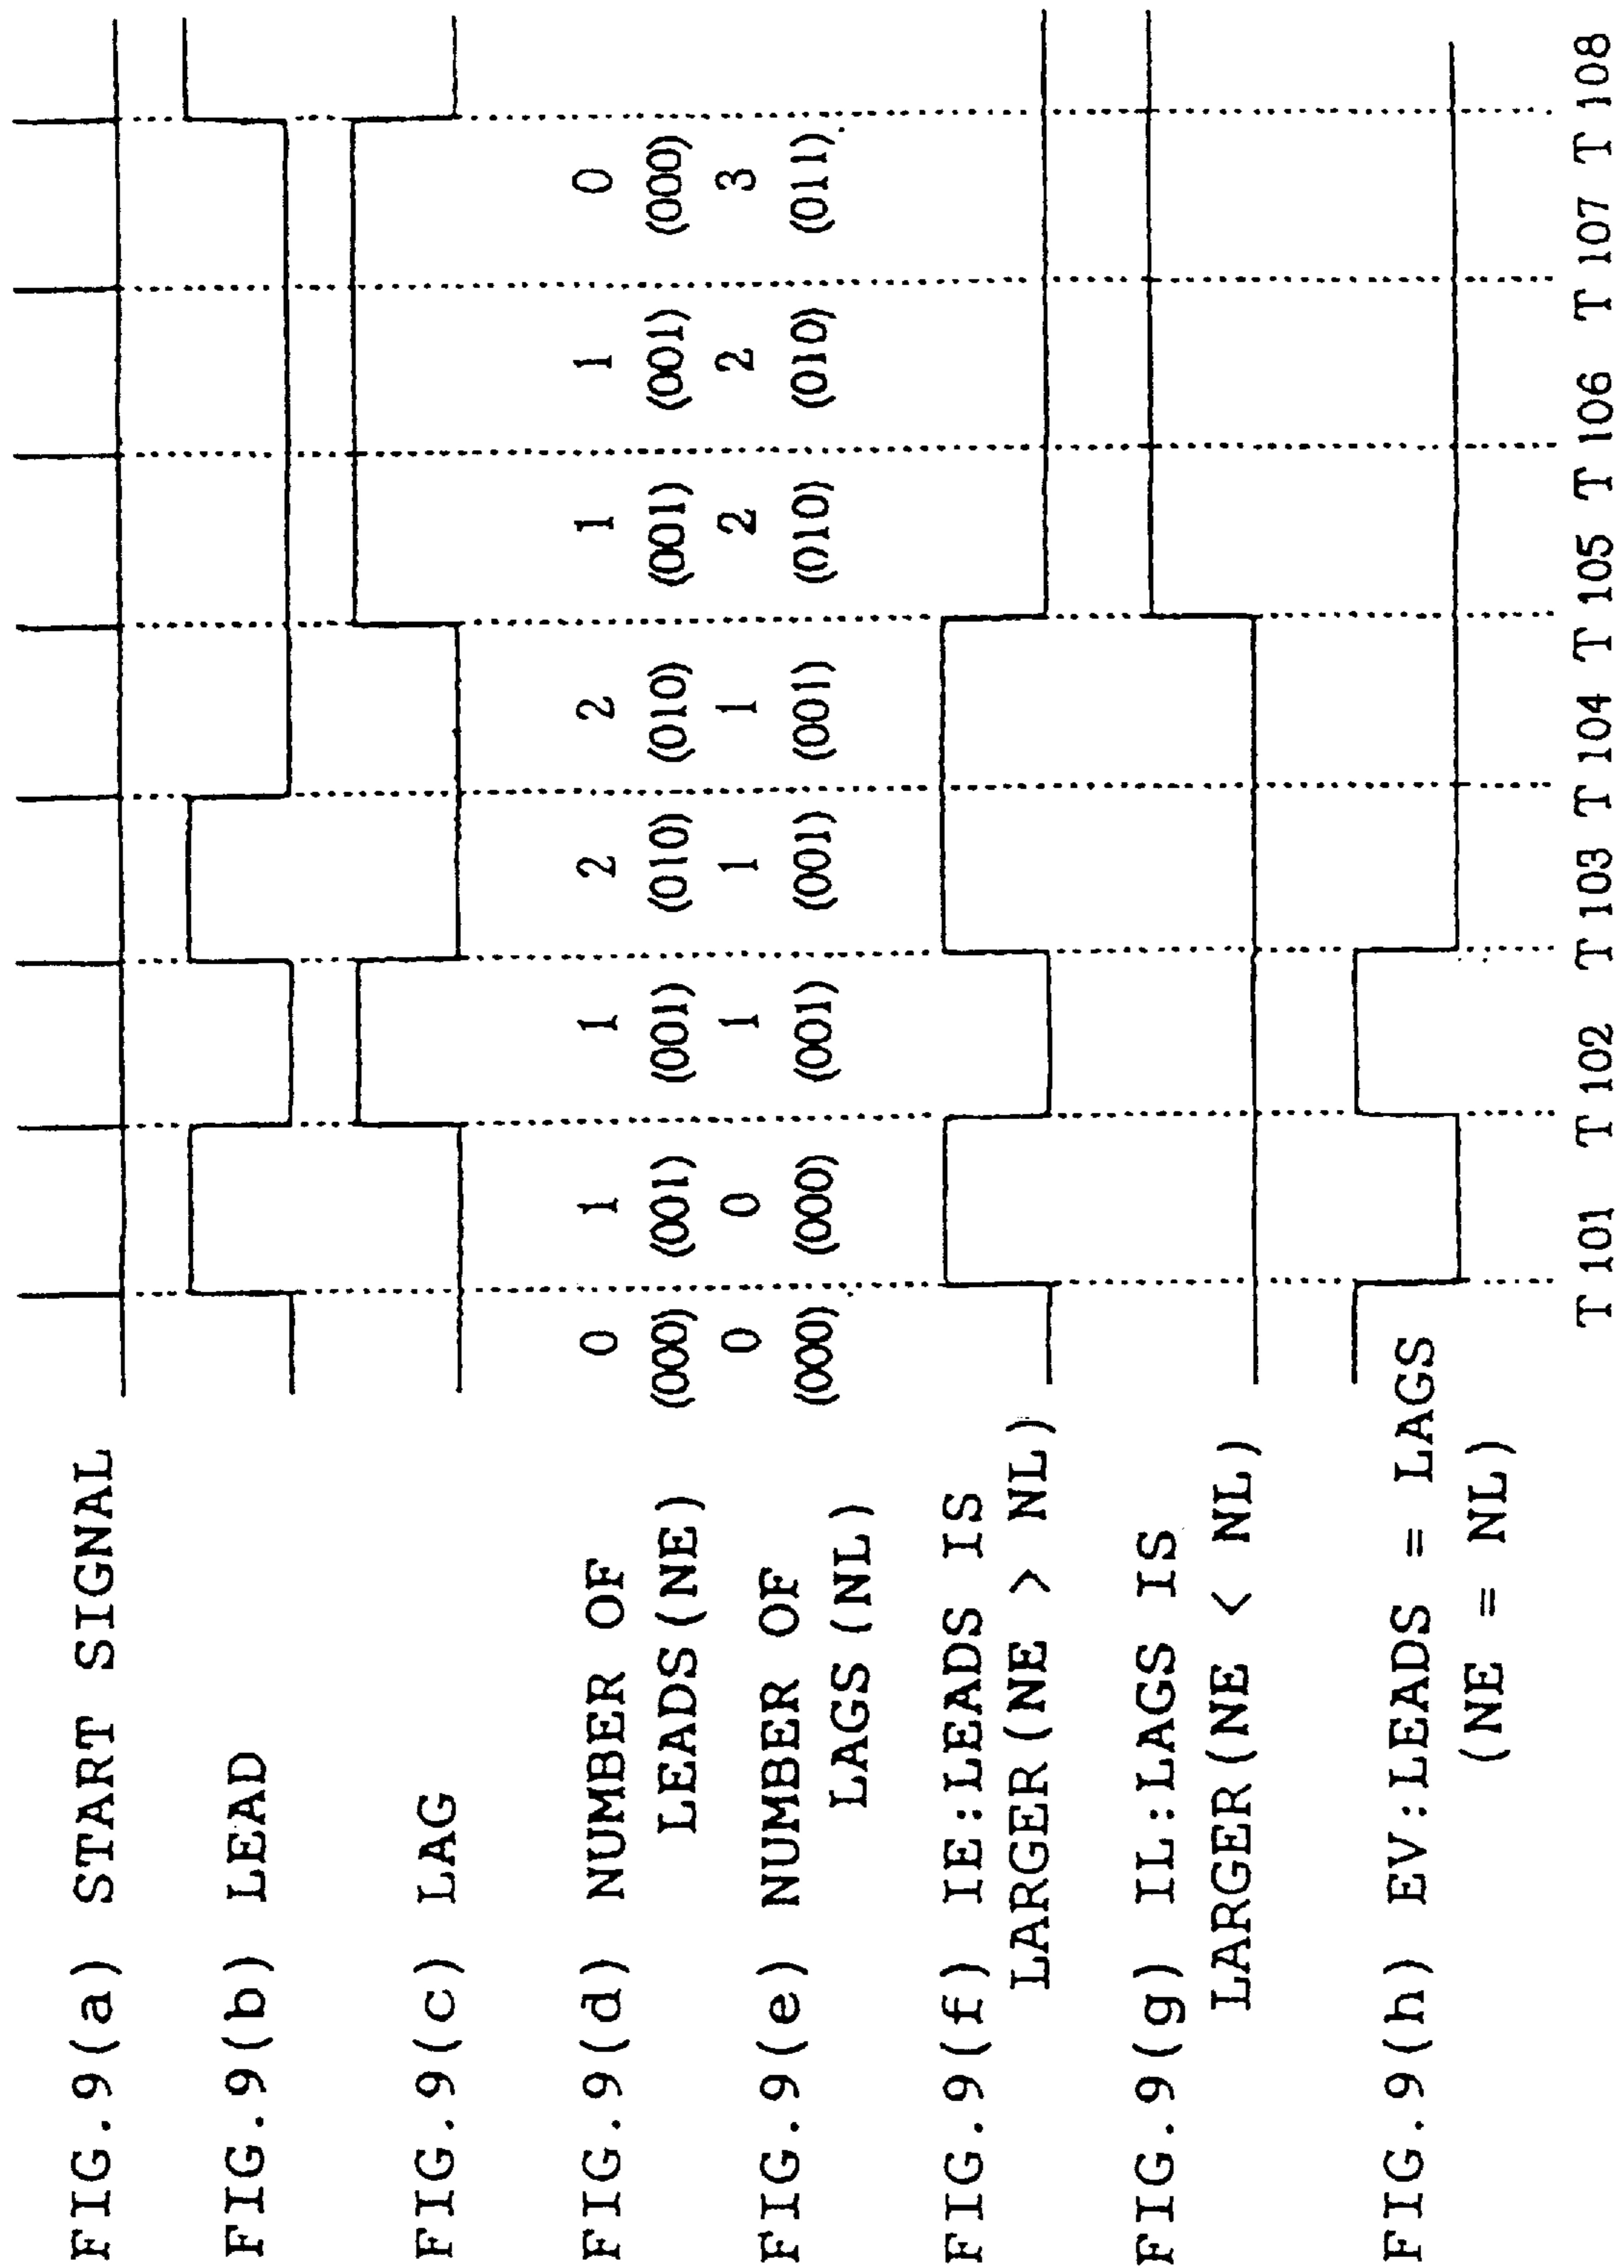 FIG.9(a) START SIGNAL
FIG.9(b) LEAD
FIG.9(c) LAG
FIG.9(d) NUMBER OF 0 1 1 2 2 1 1 0
LEADS(NE) (000) (001) (001) (010) (010) (001) (001) (000)
FIG.9(e) NUMBER OF 0 0 1 1 1 2 2 3
LAGS(NL) (000) (000) (001) (001) (001) (010) (010) (011)
FIG.9(f) IE:LEADS IS
LARGER(NE > NL)
FIG.9(g) IL:LAGS IS
LARGER(NE < NL)
FIG.9(h) EV:LEADS = LAGS
(NE = NL)
T 101 T 102 T 103 T 104 T 105 T 106 T 107 T 108